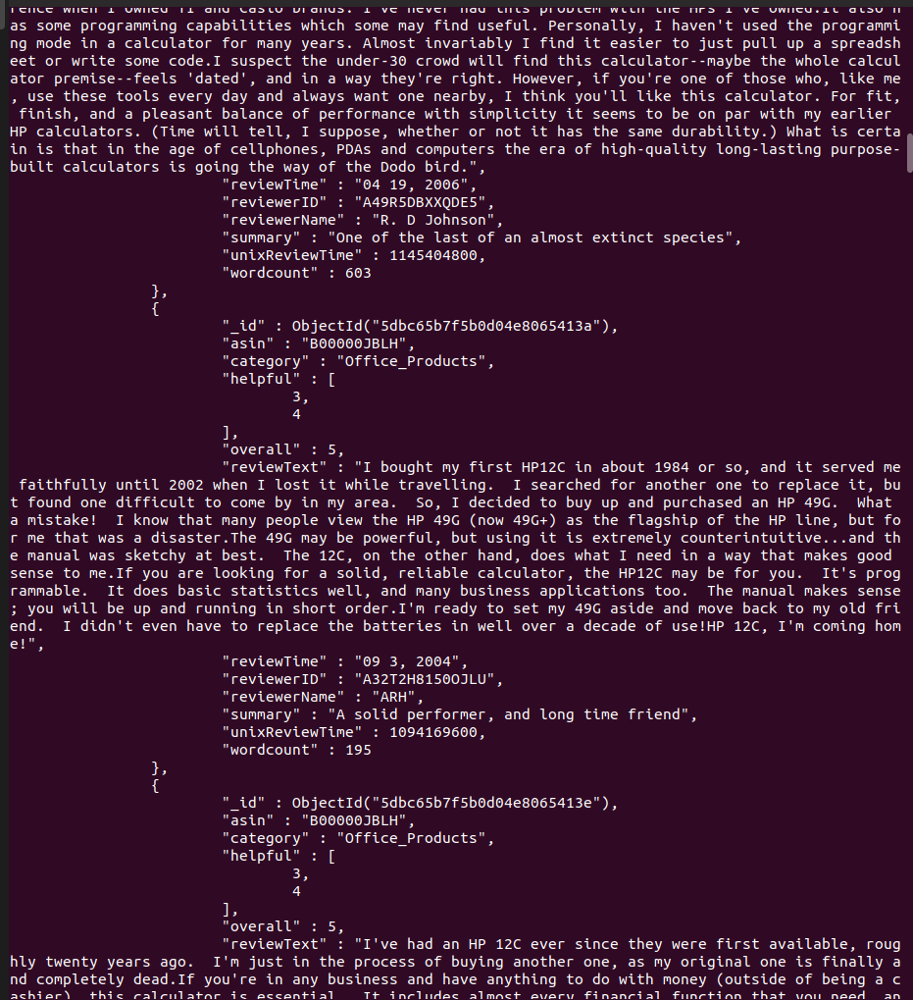 rence when I owned TI and Casio brands. I've never had this problem with the HPs I've owned.It also h
as some programming capabilities which some may find useful. Personally, I haven't used the programmi
ng mode in a calculator for many years. Almost invariably I find it easier to just pull up a spreadsh
eet or write some code.I suspect the under-30 crowd will find this calculator--maybe the whole calcul
ator premise--feels 'dated', and in a way they're right. However, if you're one of those who, like me
, use these tools every day and always want one nearby, I think you'll like this calculator. For fit,
 finish, and a pleasant balance of performance with simplicity it seems to be on par with my earlier
HP calculators. (Time will tell, I suppose, whether or not it has the same durability.) What is certa
in is that in the age of cellphones, PDAs and computers the era of high-quality long-lasting purpose-
built calculators is going the way of the Dodo bird.",
"reviewTime" : "04 19, 2006",
"reviewerID" : "A49R5DBXXQDE5",
"reviewerName" : "R. D Johnson",
"summary" : "One of the last of an almost extinct species",
"unixReviewTime" : 1145404800,
"wordcount" : 603
},
{
"_id" : ObjectId("5dbc65b7f5b0d04e8065413a"),
"asin" : "B00000JBLH",
"category" : "Office_Products",
"helpful" : [
3,
4
],
"overall" : 5,
"reviewText" : "I bought my first HP12C in about 1984 or so, and it served me
 faithfully until 2002 when I lost it while travelling.  I searched for another one to replace it, bu
t found one difficult to come by in my area.  So, I decided to buy up and purchased an HP 49G.  What
a mistake!  I know that many people view the HP 49G (now 49G+) as the flagship of the HP line, but fo
r me that was a disaster.The 49G may be powerful, but using it is extremely counterintuitive...and th
e manual was sketchy at best.  The 12C, on the other hand, does what I need in a way that makes good
sense to me.If you are looking for a solid, reliable calculator, the HP12C may be for you.  It's prog
rammable.  It does basic statistics well, and many business applications too.  The manual makes sense
; you will be up and running in short order.I'm ready to set my 49G aside and move back to my old fri
end.  I didn't even have to replace the batteries in well over a decade of use!HP 12C, I'm coming hom
e!",
"reviewTime" : "09 3, 2004",
"reviewerID" : "A32T2H8150OJLU",
"reviewerName" : "ARH",
"summary" : "A solid performer, and long time friend",
"unixReviewTime" : 1094169600,
"wordcount" : 195
},
{
"_id" : ObjectId("5dbc65b7f5b0d04e8065413e"),
"asin" : "B00000JBLH",
"category" : "Office_Products",
"helpful" : [
3,
4
],
"overall" : 5,
"reviewText" : "I've had an HP 12C ever since they were first available, roug
hly twenty years ago.  I'm just in the process of buying another one, as my original one is finally a
nd completely dead.If you're in any business and have anything to do with money (outside of being a c
ashier), this calculator is essential.  It includes almost every financial function that you need, an